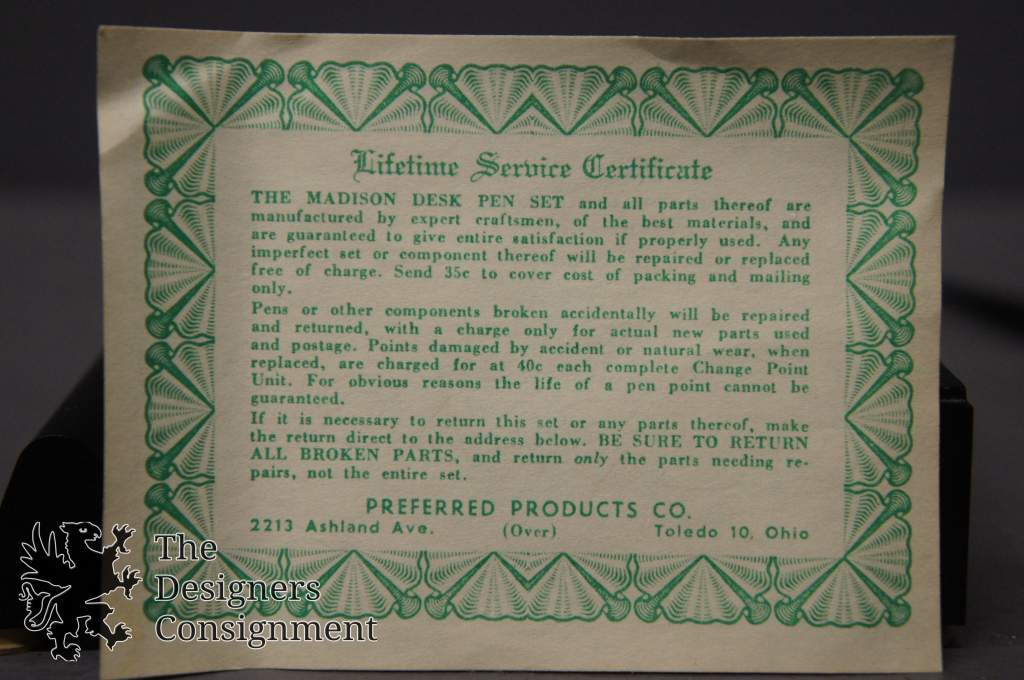 Lifetime Service Certificate
THE MADISON DESK PEN SET and all parts thereof are
manufactured by expert craftsmen, of the best materials, and
are guaranteed to give entire satisfaction if properly used. Any
imperfect set or component thereof will be repaired or replaced
free of charge. Send 35c to cover cost of packing and mailing
only.
Pens or other components broken accidentally will be repaired
and returned, with a charge only for actual new parts used
and postage. Points damaged by accident or natural wear, when
replaced, are charged for at 40c each complete Change Point
Unit. For obvious reasons the life of a pen point cannot be
guaranteed.
If it is necessary to return this set or any parts thereof, make
the return direct to the address below. BE SURE TO RETURN
ALL BROKEN PARTS, and return only the parts needing re-
pairs, not the entire set.
PREFERRED PRODUCTS CO.
2213 Ashland Ave. (Over) Toledo 10, Ohio
The
Designers
Consignment